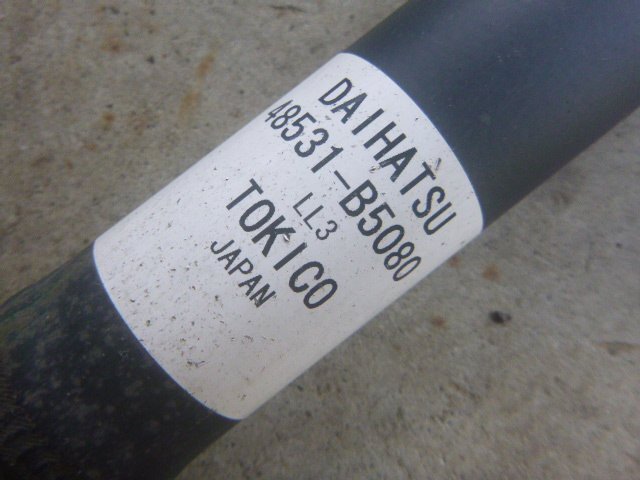 DAIHATSU
48531-B5080
LL3
TOKICO
JAPAN